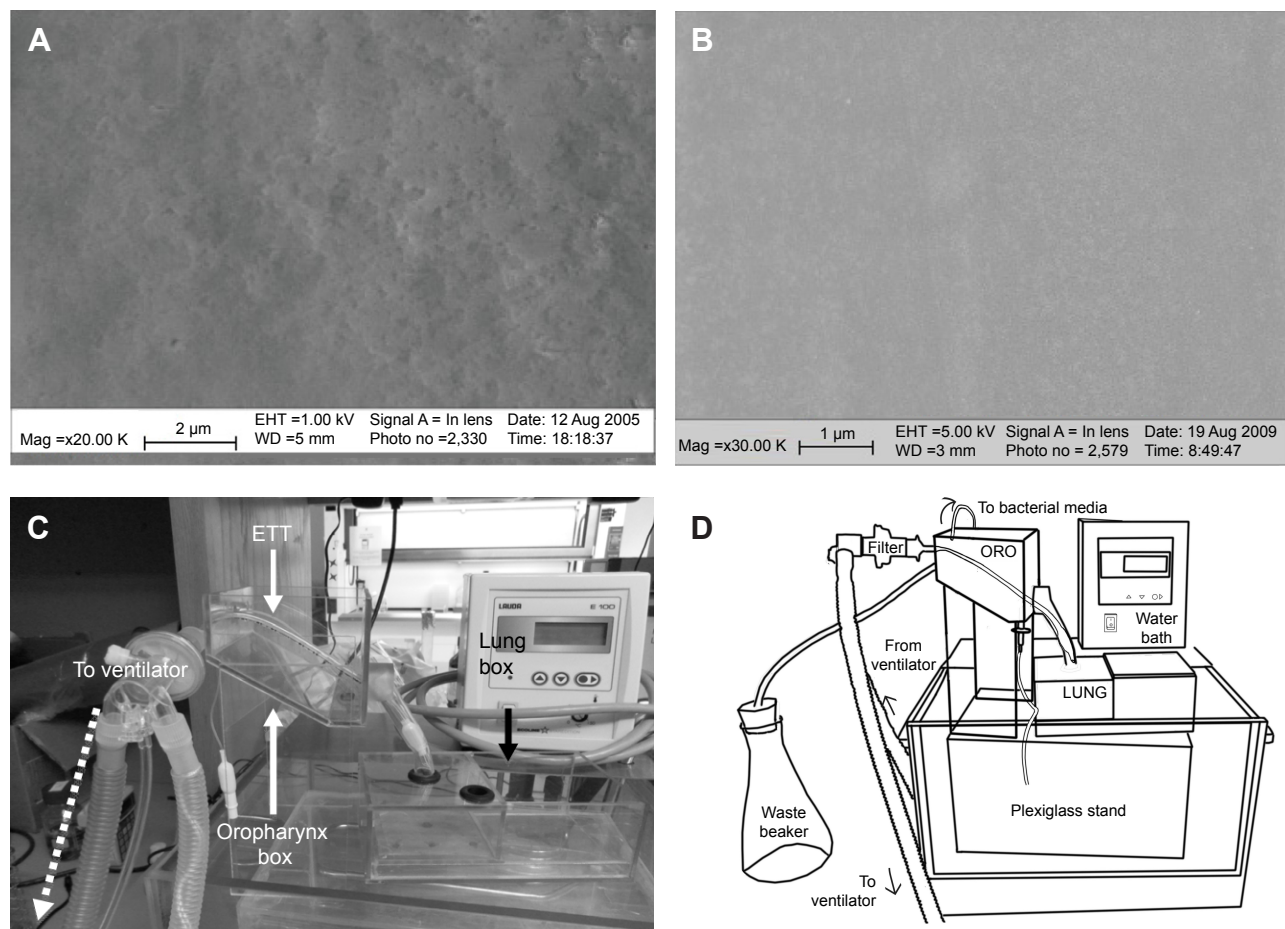 A
Mag =x20.00 K
2 µm
EHT =1.00 kV Signal A = In lens Date: 12 Aug 2005
WD =5 mm Photo no =2,330 Time: 18:18:37
B
Mag =x30.00 K
1 µm
EHT =5.00 kV Signal A = In lens Date: 19 Aug 2009
WD =3 mm Photo no = 2,579 Time: 8:49:47
C
ETT
LAUDA
E 100
Lung
box
To ventilator
Oropharynx
box
D
To bacterial media
Filter
ORO
Water
bath
From
ventilator
LUNG
Waste
beaker
Plexiglass stand
To
ventilator